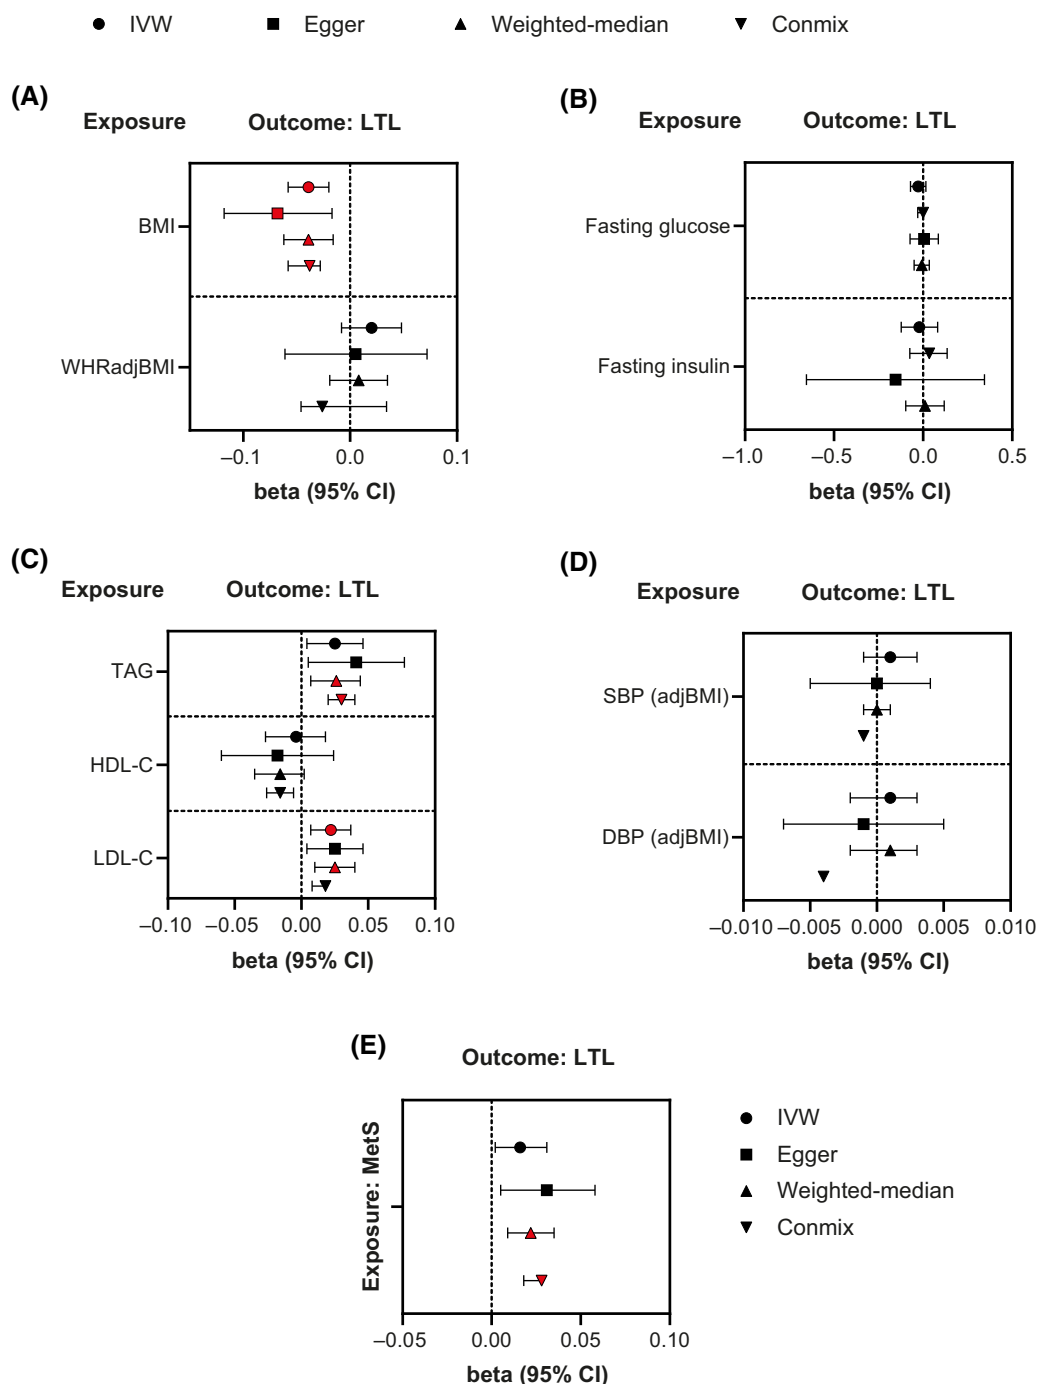 IVW Egger Weighted-median Conmix
(A)
Exposure Outcome: LTL
BMI
WHRadjBMI
–0.1 0.0 0.1
beta (95% CI)
(B)
Exposure Outcome: LTL
Fasting glucose
Fasting insulin
–1.0 –0.5 0.0 0.5
beta (95% CI)
(C)
Exposure Outcome: LTL
TAG
HDL-C
LDL-C
–0.10 –0.05 0.00 0.05 0.10
beta (95% CI)
(D)
Exposure Outcome: LTL
SBP (adjBMI)
DBP (adjBMI)
–0.010 –0.005 0.000 0.005 0.010
beta (95% CI)
(E)
Outcome: LTL
Exposure: MetS
–0.05 0.00 0.05 0.10
beta (95% CI)
IVW
Egger
Weighted-median
Conmix